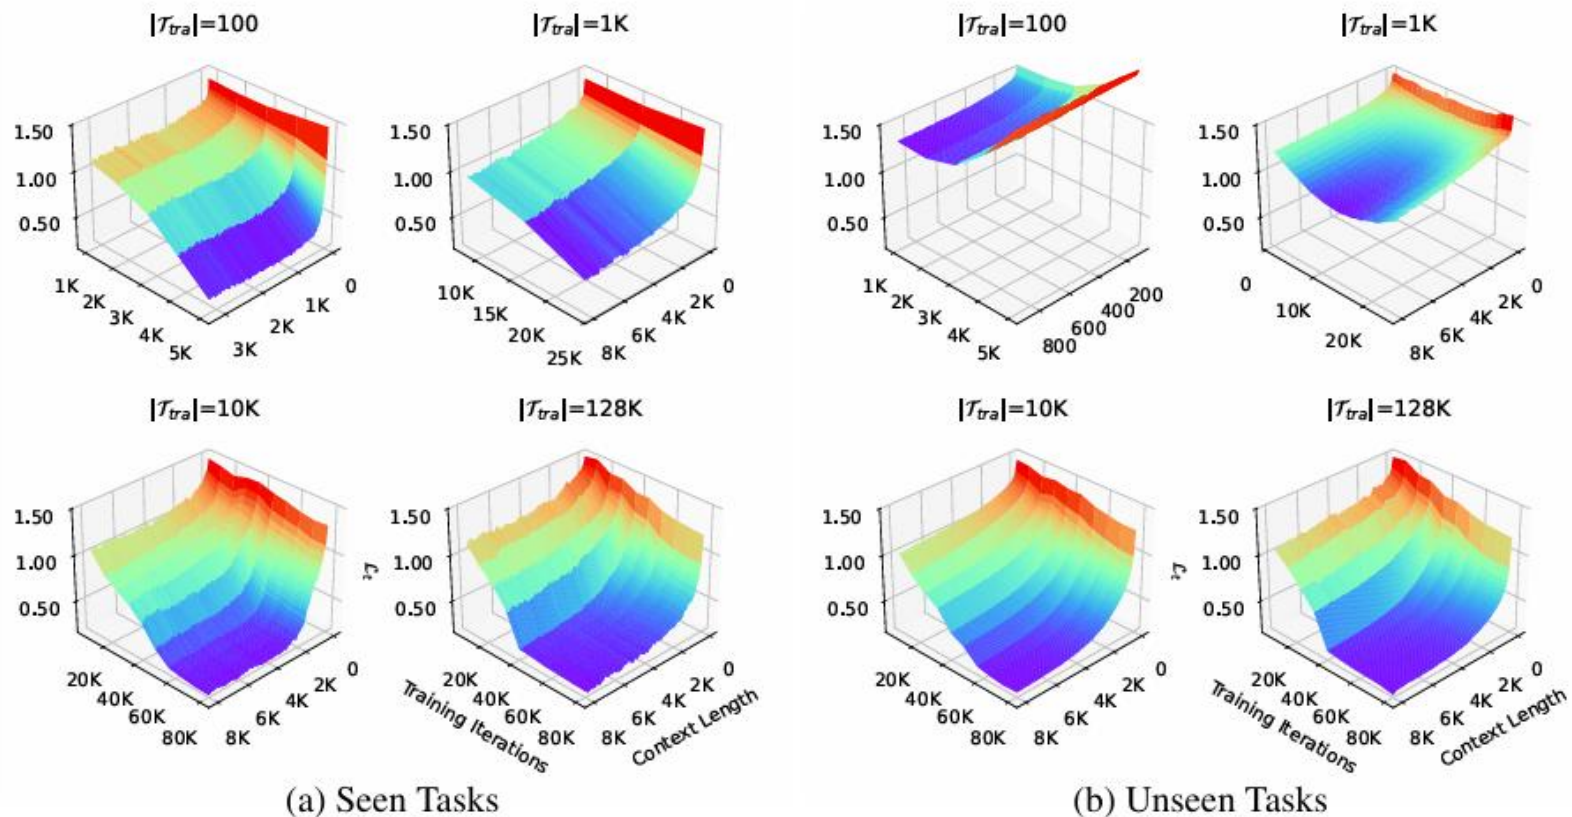 |𝒯tra|=100
1.50
1.00
0.50
1K
2K
3K
4K
5K
3K
2K
1K
0
|𝒯tra|=1K
1.50
1.00
0.50
10K
15K
20K
25K
8K
6K
4K
2K
0
|𝒯tra|=100
1.50
1.00
0.50
1K
2K
3K
4K
5K
800
600
400
200
|𝒯tra|=1K
1.50
1.00
0.50
0
10K
20K
8K
6K
4K
2K
0
|𝒯tra|=10K
1.50
1.00
0.50
20K
40K
60K
80K
8K
6K
4K
2K
0
|𝒯tra|=128K
1.50
1.00
0.50
20K
40K
60K
80K
8K
6K
4K
2K
0
Training Iterations
Context Length
|𝒯tra|=10K
1.50
1.00
0.50
20K
40K
60K
80K
8K
6K
4K
2K
0
|𝒯tra|=128K
1.50
1.00
0.50
20K
40K
60K
80K
8K
6K
4K
2K
0
Training Iterations
Context Length
(a) Seen Tasks
(b) Unseen Tasks